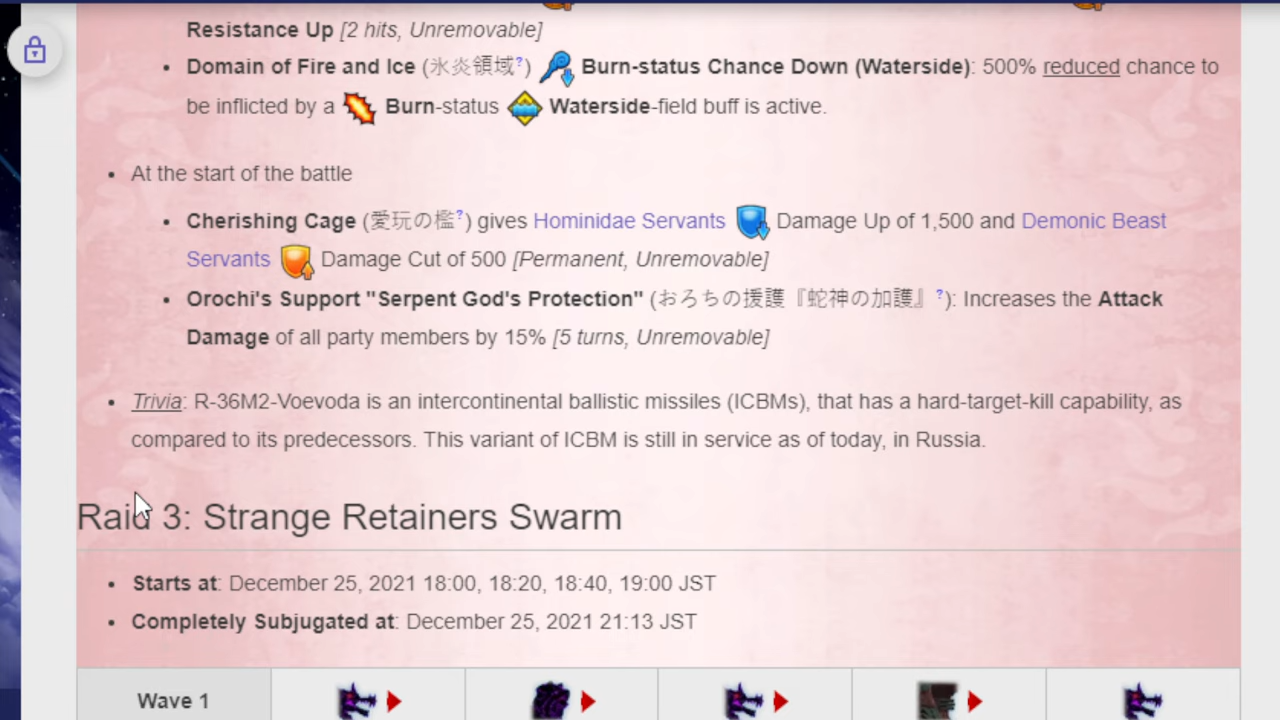 Resistance Up [2 hits, Unremovable]
Domain of Fire and Ice (氷炎領域?) Burn-status Chance Down (Waterside): 500% reduced chance to
be inflicted by a Burn-status Waterside-field buff is active.
At the start of the battle
Cherishing Cage (愛玩の檻?) gives Hominidae Servants Damage Up of 1,500 and Demonic Beast
Servants Damage Cut of 500 [Permanent, Unremovable]
Orochi's Support "Serpent God's Protection" (おろちの援護『蛇神の加護』?): Increases the Attack
Damage of all party members by 15% [5 turns, Unremovable]
Trivia: R-36M2-Voevoda is an intercontinental ballistic missiles (ICBMs), that has a hard-target-kill capability, as
compared to its predecessors. This variant of ICBM is still in service as of today, in Russia.
Raid 3: Strange Retainers Swarm
Starts at: December 25, 2021 18:00, 18:20, 18:40, 19:00 JST
Completely Subjugated at: December 25, 2021 21:13 JST
Wave 1